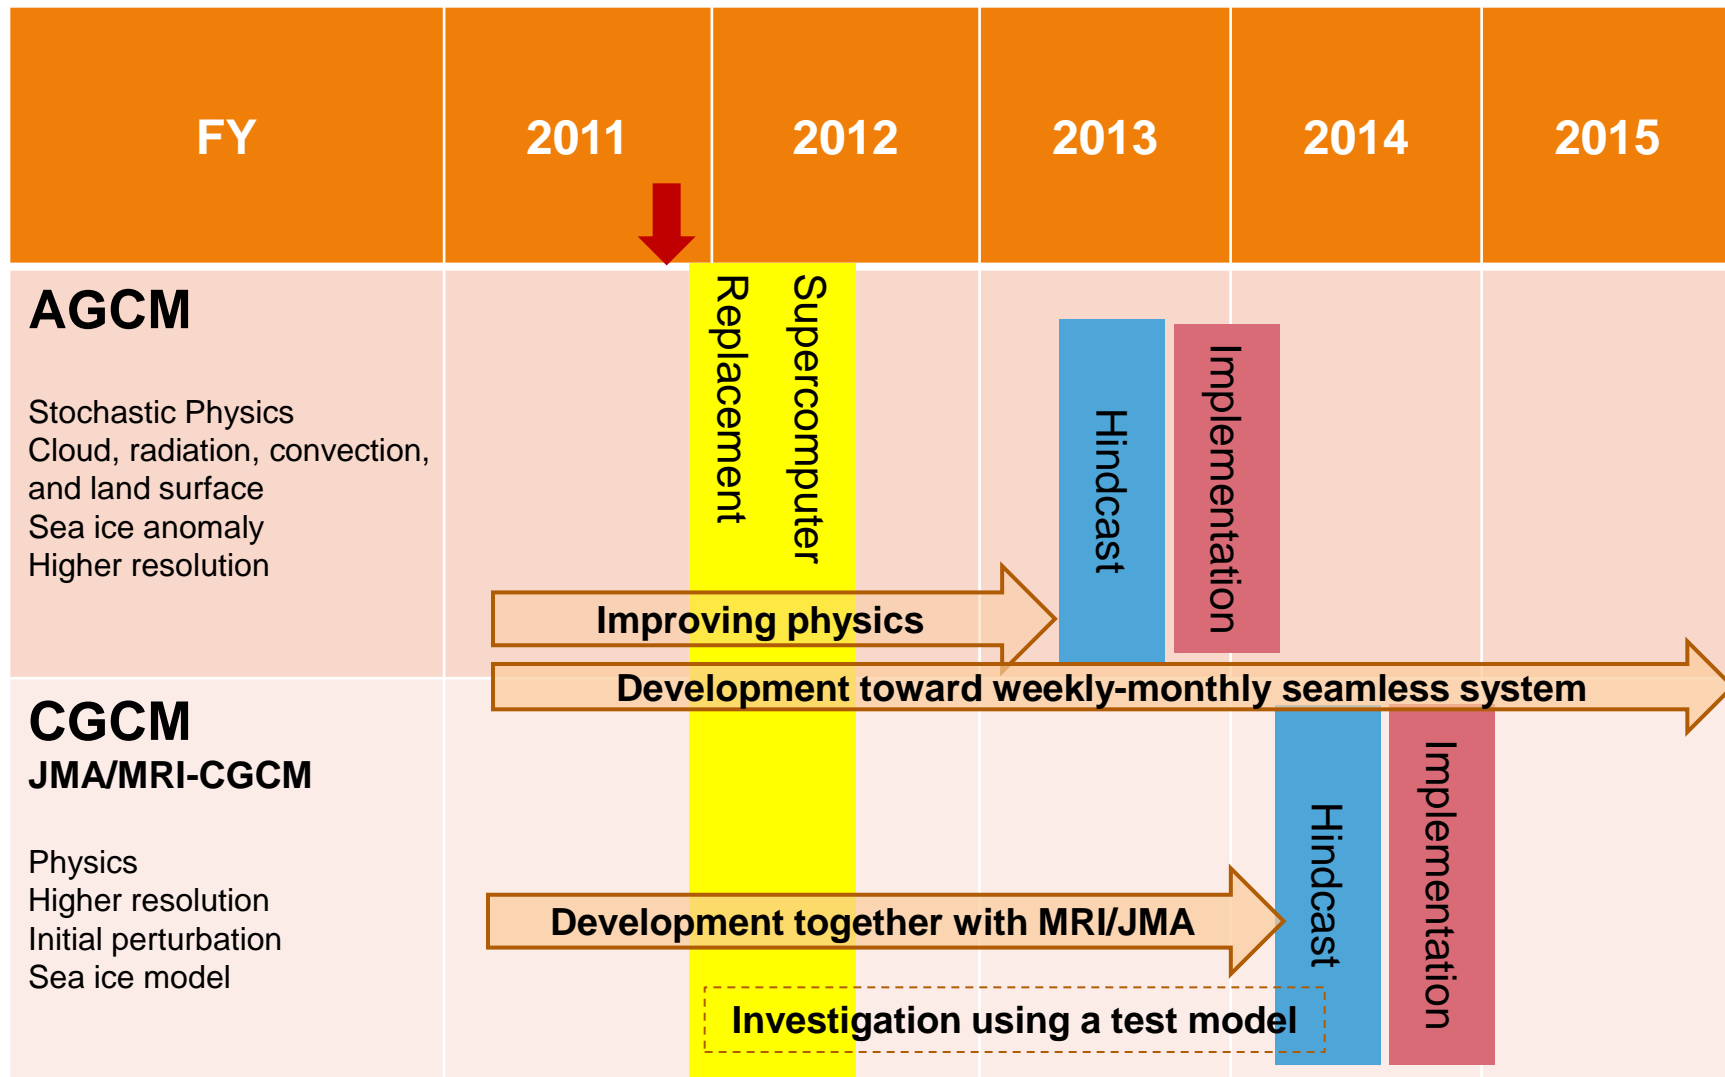 FY
2011
2012
2013
2014
2015
AGCM
Stochastic Physics
Cloud, radiation, convection,
and land surface
Sea ice anomaly
Higher resolution
Supercomputer
Replacement
Hindcast
Implementation
Improving physics
Development toward weekly-monthly seamless system
CGCM
JMA/MRI-CGCM
Physics
Higher resolution
Initial perturbation
Sea ice model
Hindcast
Implementation
Development together with MRI/JMA
Investigation using a test model